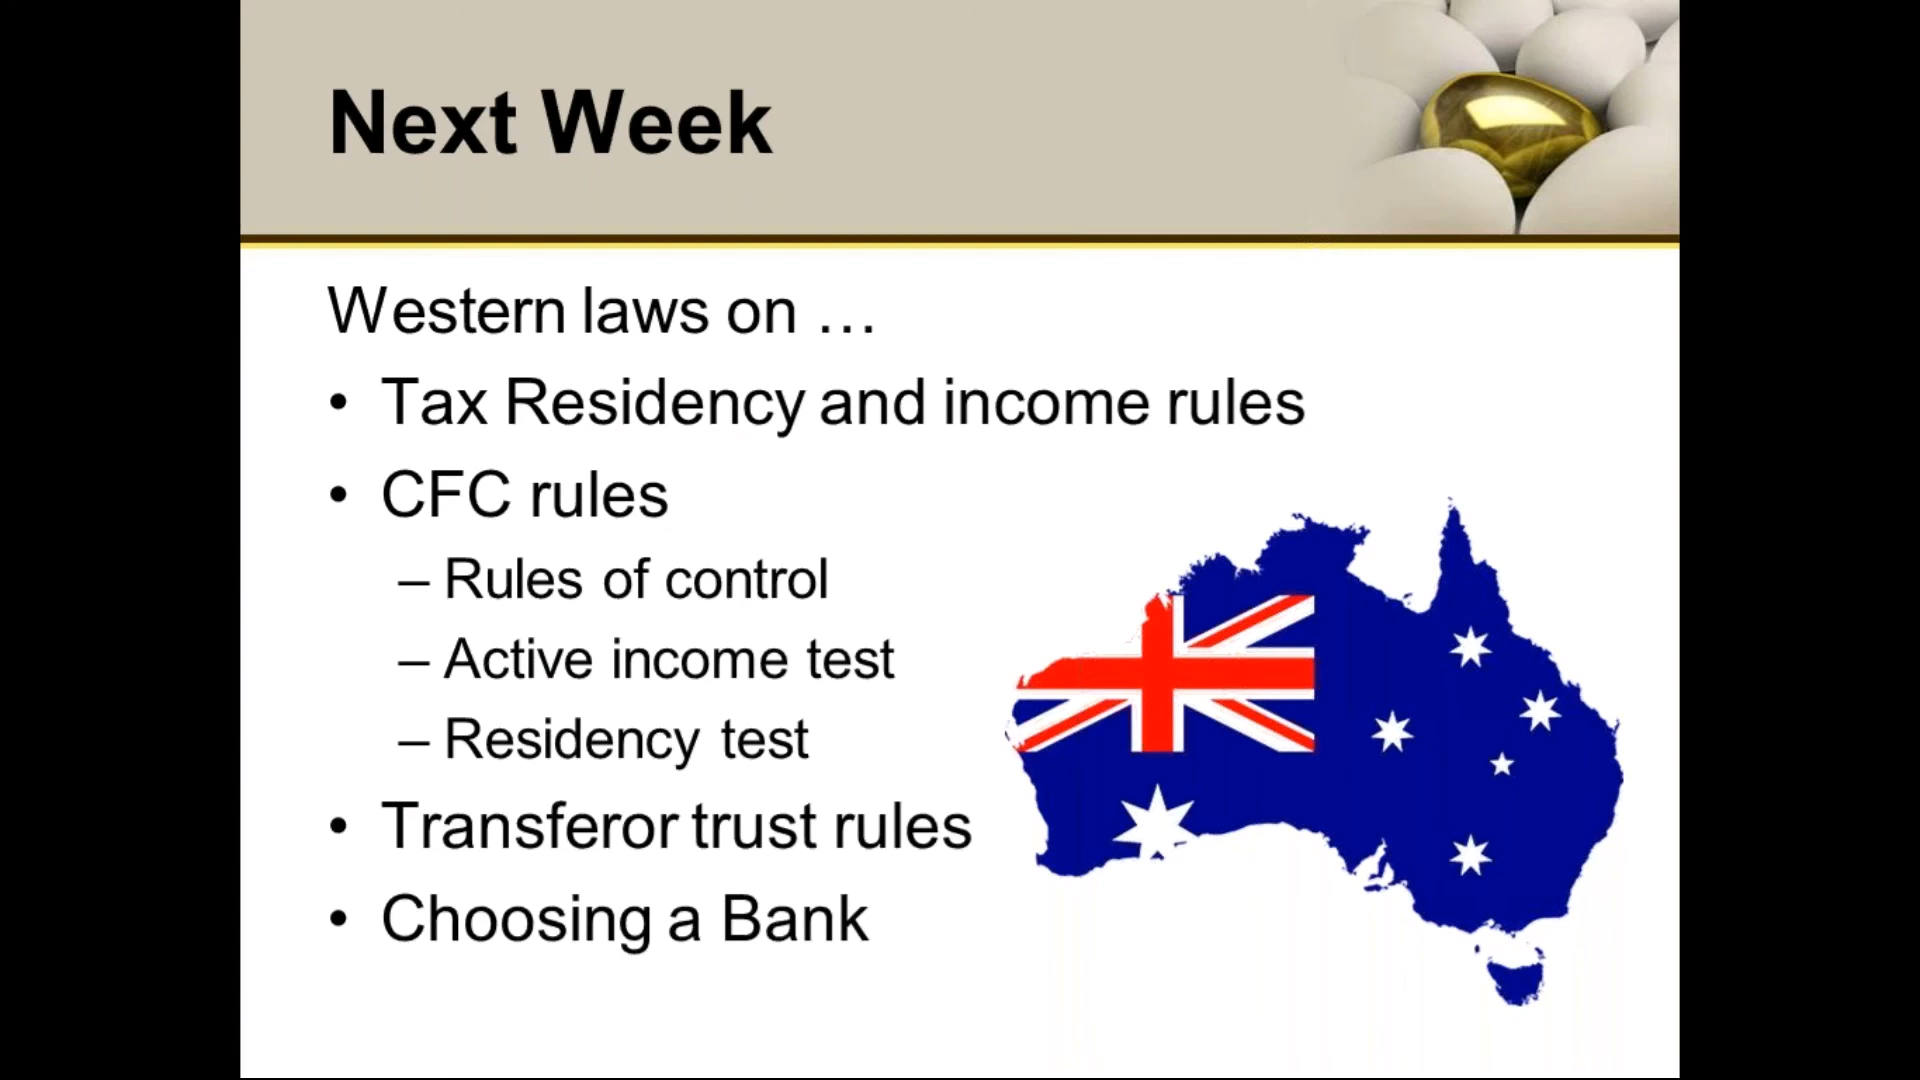 Next Week
Western laws on …
• Tax Residency and income rules
• CFC rules
– Rules of control
– Active income test
– Residency test
• Transferor trust rules
• Choosing a Bank